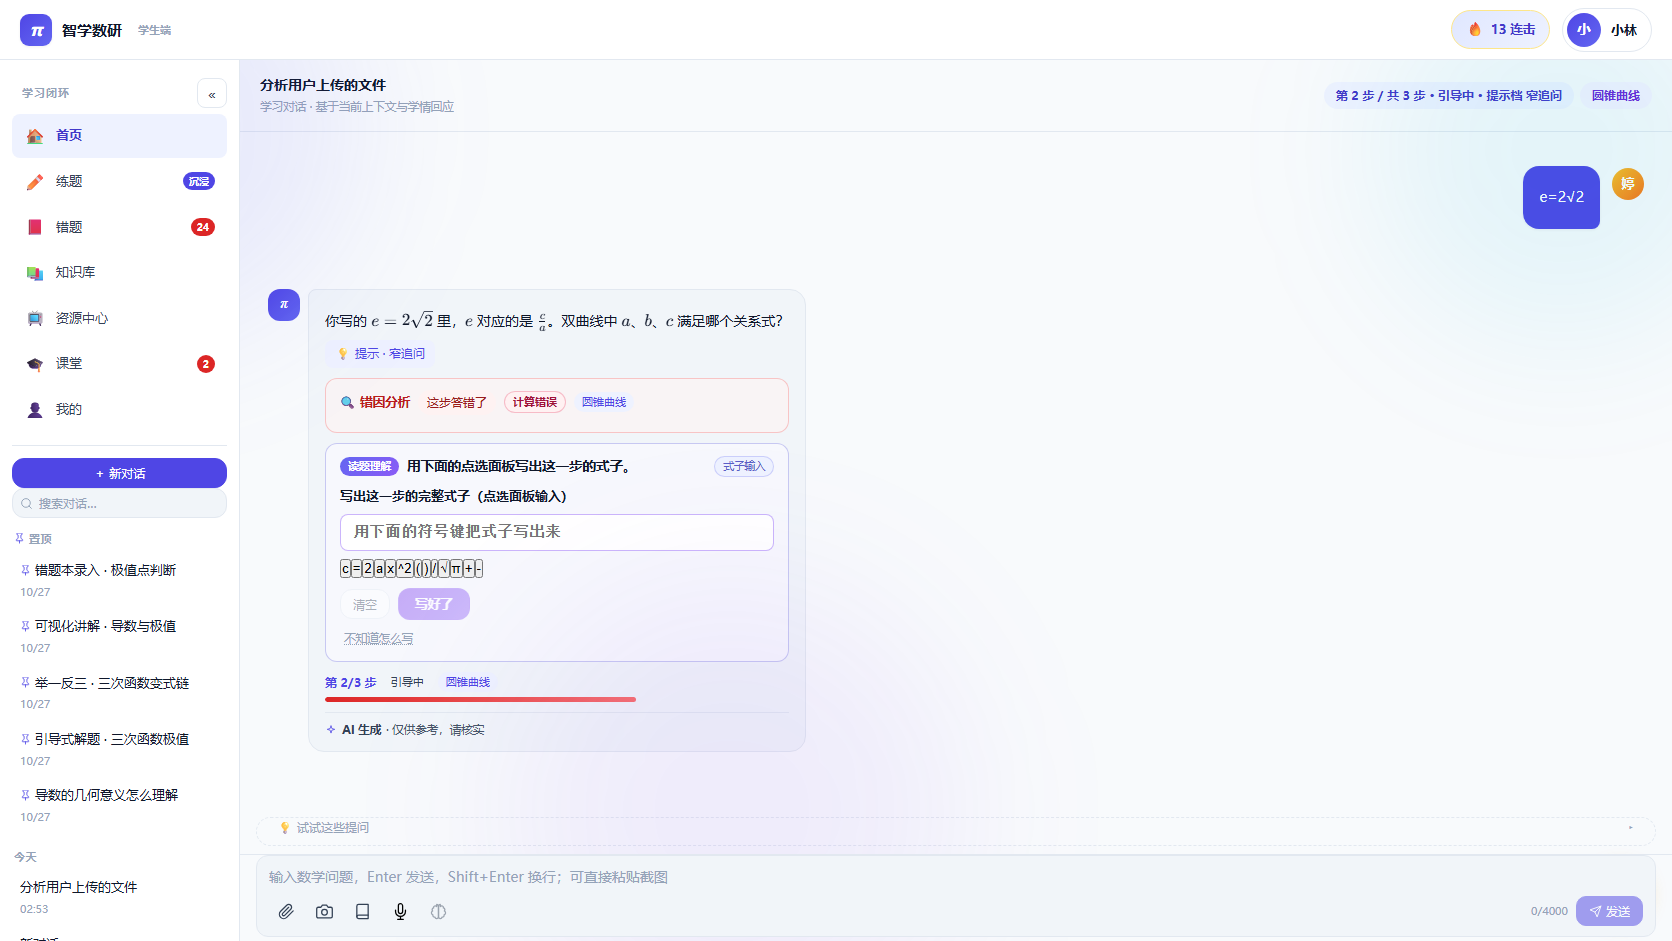 π 智学数研 学生端
13 连击
小 小林
学习闭环 «
首页
练题 沉浸
错题 24
知识库
资源中心
课堂 2
我的
+ 新对话
搜索对话...
置顶
错题本录入 · 极值点判断
10/27
可视化讲解 · 导数与极值
10/27
举一反三 · 三次函数变式链
10/27
引导式解题 · 三次函数极值
10/27
导数的几何意义怎么理解
10/27
今天
分析用户上传的文件
02:53
新对话
分析用户上传的文件
学习对话 · 基于当前上下文与学情回应
第 2 步 / 共 3 步 • 引导中 • 提示档 窄追问 圆锥曲线
e=2√2 婷
π
你写的 e = 2√2 里，e 对应的是 c/a。双曲线中 a、b、c 满足哪个关系式？
提示 · 窄追问
错因分析 这步答错了 计算错误 圆锥曲线
读题理解 用下面的点选面板写出这一步的式子。 式子输入
写出这一步的完整式子（点选面板输入）
用下面的符号键把式子写出来
c = 2 a x ^2 ( ) / √ π + -
清空 写好了
不知道怎么写
第 2/3 步 引导中 圆锥曲线
AI 生成 · 仅供参考，请核实
试试这些提问
输入数学问题，Enter 发送，Shift+Enter 换行；可直接粘贴截图
0/4000 发送